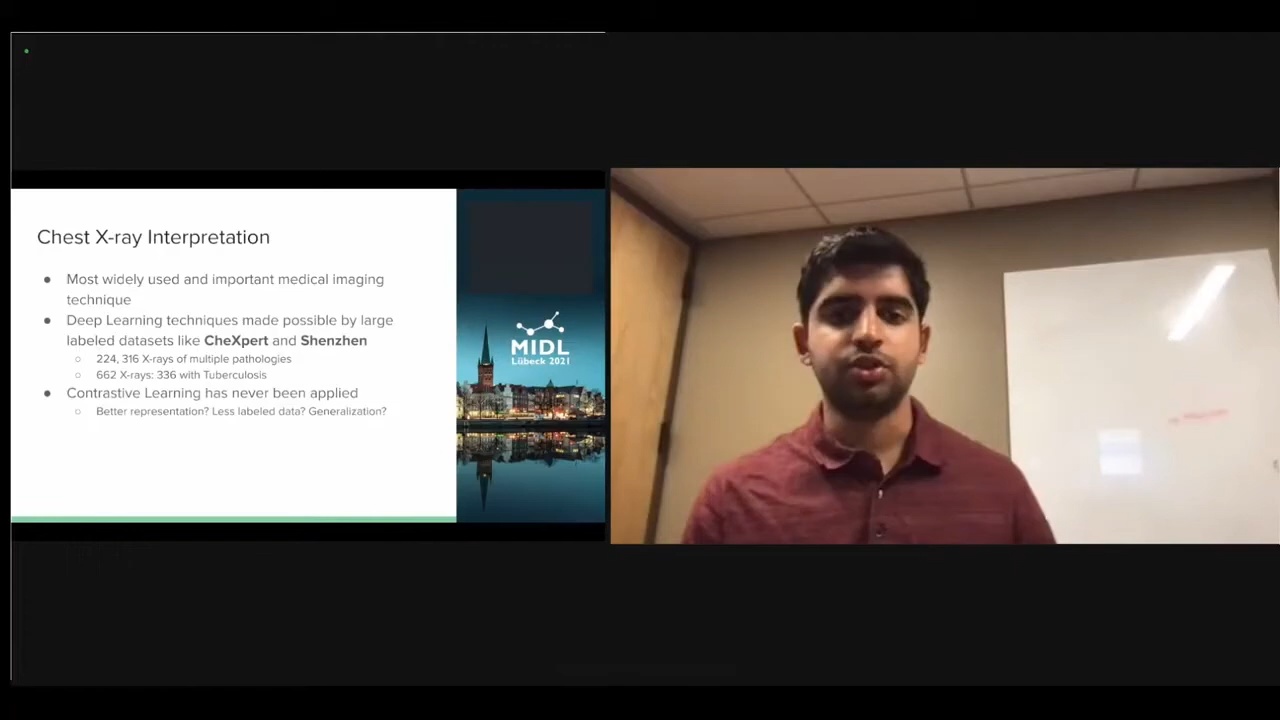 Chest X-ray Interpretation
● Most widely used and important medical imaging
technique
● Deep Learning techniques made possible by large
labeled datasets like CheXpert and Shenzhen
○ 224, 316 X-rays of multiple pathologies
○ 662 X-rays: 336 with Tuberculosis
● Contrastive Learning has never been applied
○ Better representation? Less labeled data? Generalization?
MIDL
Lübeck 2021